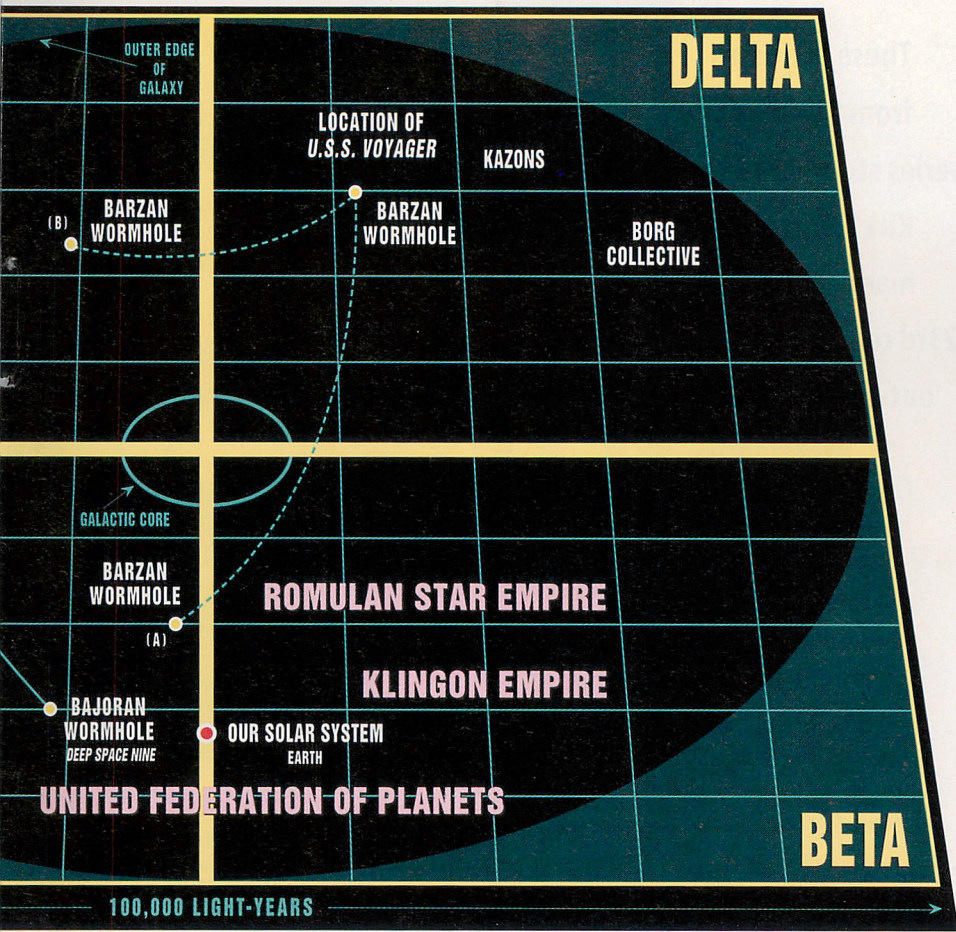 OUTER EDGE
OF
GALAXY
DELTA
LOCATION OF
U.S.S. VOYAGER
KAZONS
(B)
BARZAN
WORMHOLE
BARZAN
WORMHOLE
BORG
COLLECTIVE
GALACTIC CORE
BARZAN
WORMHOLE
(A)
ROMULAN STAR EMPIRE
KLINGON EMPIRE
BAJORAN
WORMHOLE
DEEP SPACE NINE
OUR SOLAR SYSTEM
EARTH
UNITED FEDERATION OF PLANETS
BETA
100,000 LIGHT-YEARS